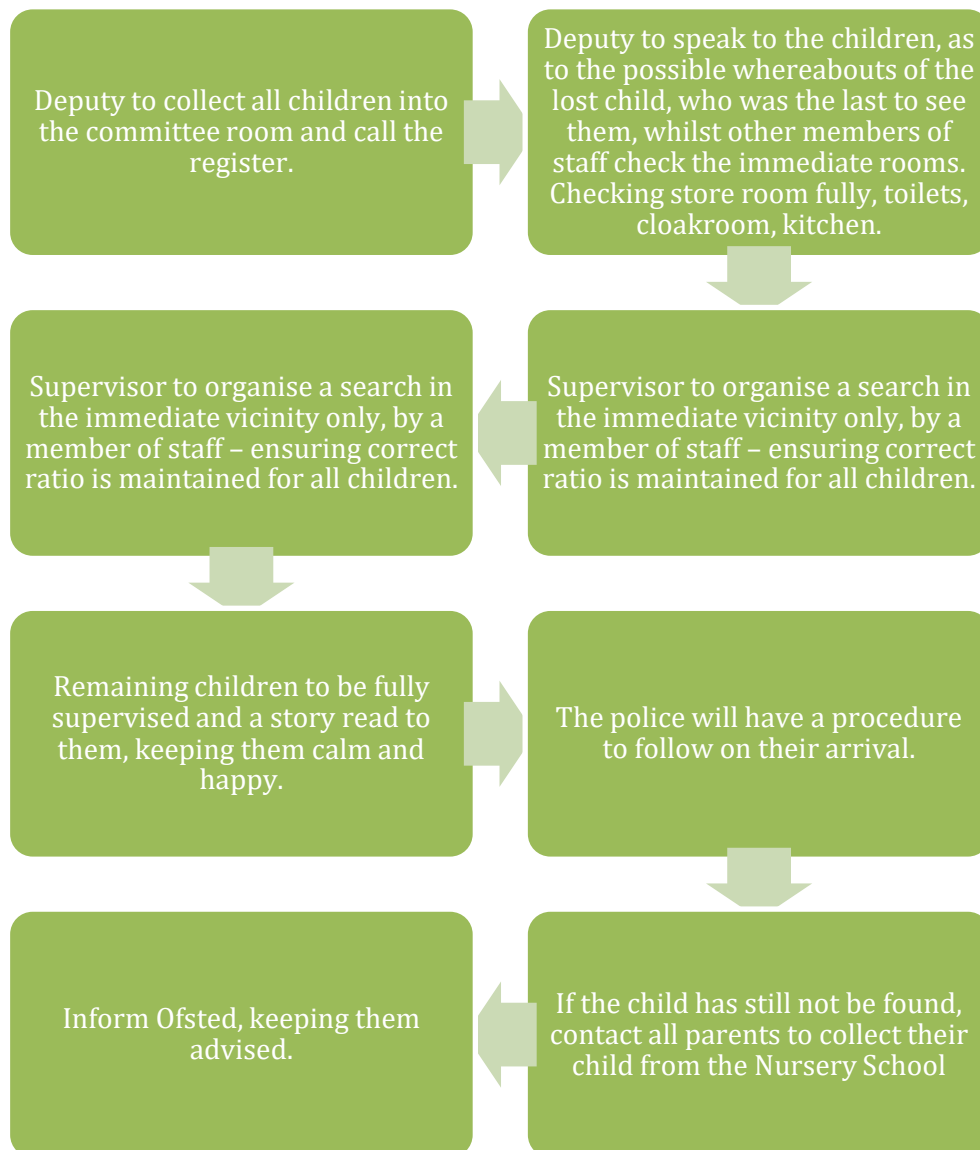 Deputy to collect all children into
the committee room and call the
register.
Deputy to speak to the children, as
to the possible whereabouts of the
lost child, who was the last to see
them, whilst other members of
staff check the immediate rooms.
Checking store room fully, toilets,
cloakroom, kitchen.
Supervisor to organise a search in
the immediate vicinity only, by a
member of staff – ensuring correct
ratio is maintained for all children.
Supervisor to organise a search in
the immediate vicinity only, by a
member of staff – ensuring correct
ratio is maintained for all children.
Remaining children to be fully
supervised and a story read to
them, keeping them calm and
happy.
The police will have a procedure
to follow on their arrival.
If the child has still not be found,
contact all parents to collect their
child from the Nursery School
Inform Ofsted, keeping them
advised.